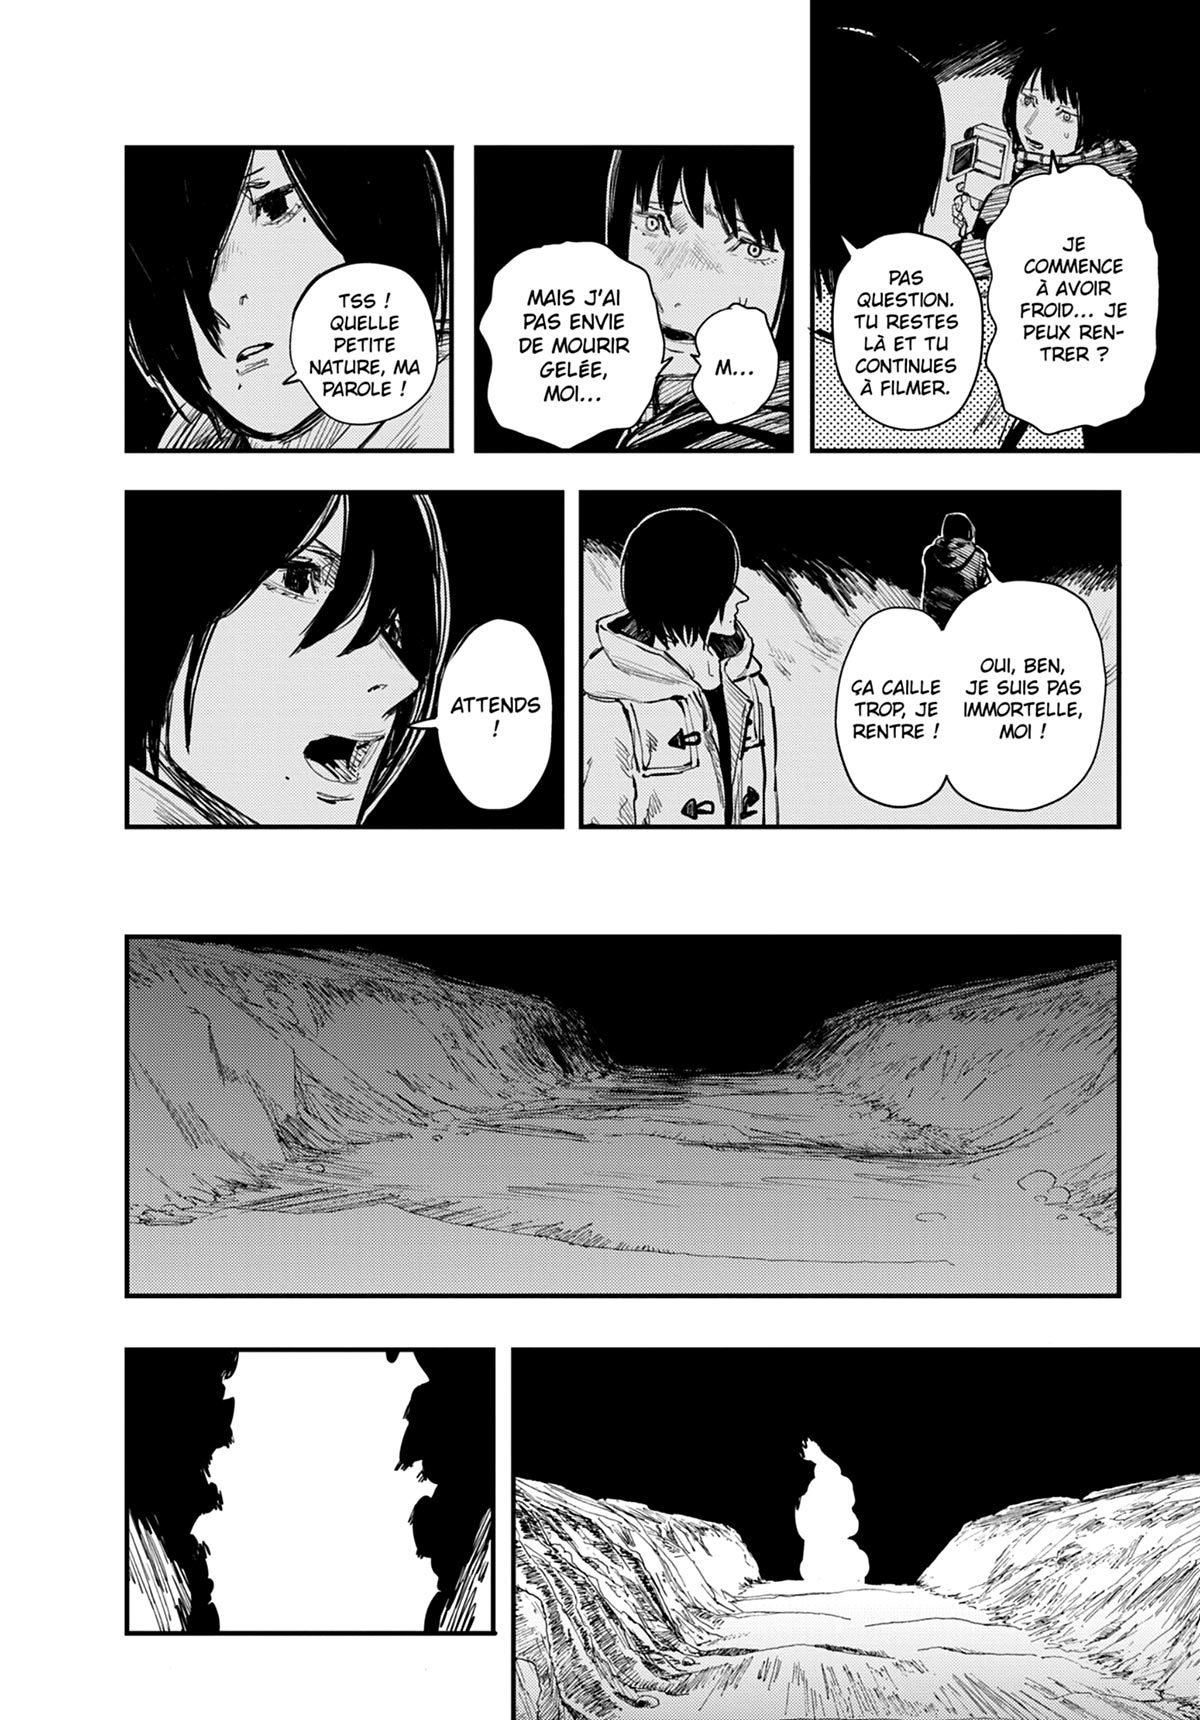 JE
COMMENCE
À AVOIR
FROID... JE
PEUX REN-
TRER ?
PAS
QUESTION.
TU RESTES
LÀ ET TU
CONTINUES
À FILMER.
M...
MAIS J'AI
PAS ENVIE
DE MOURIR
GELÉE,
MOI...
TSS !
QUELLE
PETITE
NATURE, MA
PAROLE !
OUI, BEN,
JE SUIS PAS
IMMORTELLE,
MOI !
ÇA CAILLE
TROP, JE
RENTRE !
ATTENDS
!